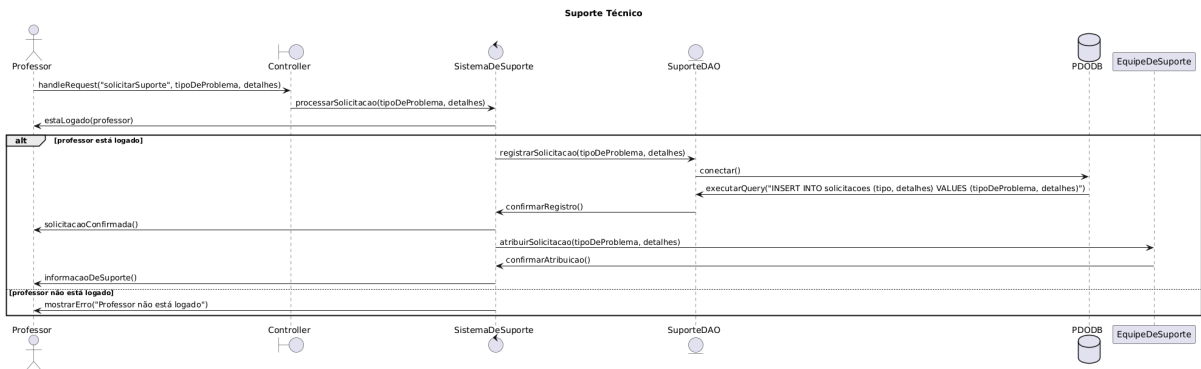 Suporte Técnico
Professor
Controller
SistemaDeSuporte
SuporteDAO
PDODB
EquipeDeSuporte
handleRequest("solicitarSuporte", tipoDeProblema, detalhes)
processarSolicitacao(tipoDeProblema, detalhes)
estaLogado(professor)
alt [professor está logado]
registrarSolicitacao(tipoDeProblema, detalhes)
conectar()
executarQuery("INSERT INTO solicitacoes (tipo, detalhes) VALUES (tipoDeProblema, detalhes)")
confirmarRegistro()
solicitacaoConfirmada()
atribuirSolicitacao(tipoDeProblema, detalhes)
confirmarAtribuicao()
informacaoDeSuporte()
[professor não está logado]
mostrarErro("Professor não está logado")
Professor
Controller
SistemaDeSuporte
SuporteDAO
PDODB
EquipeDeSuporte